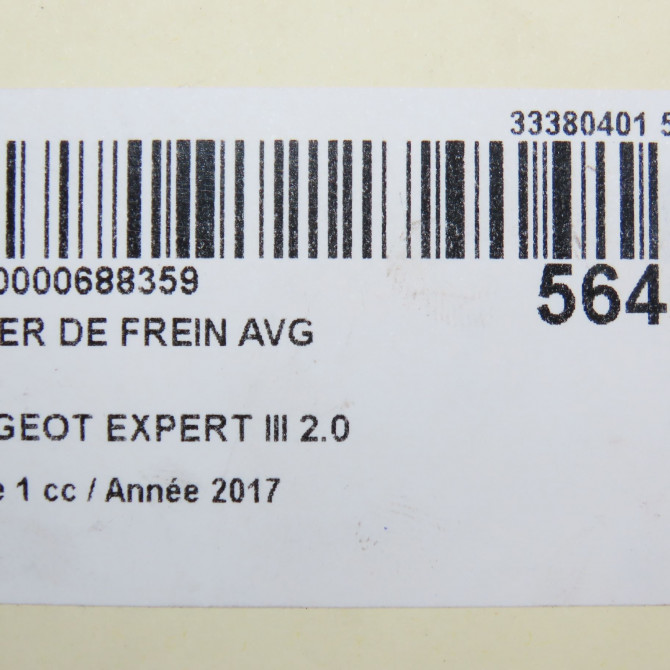 33380401 5
0000688359
564
ER DE FREIN AVG
GEOT EXPERT III 2.0
e 1 cc / Année 2017